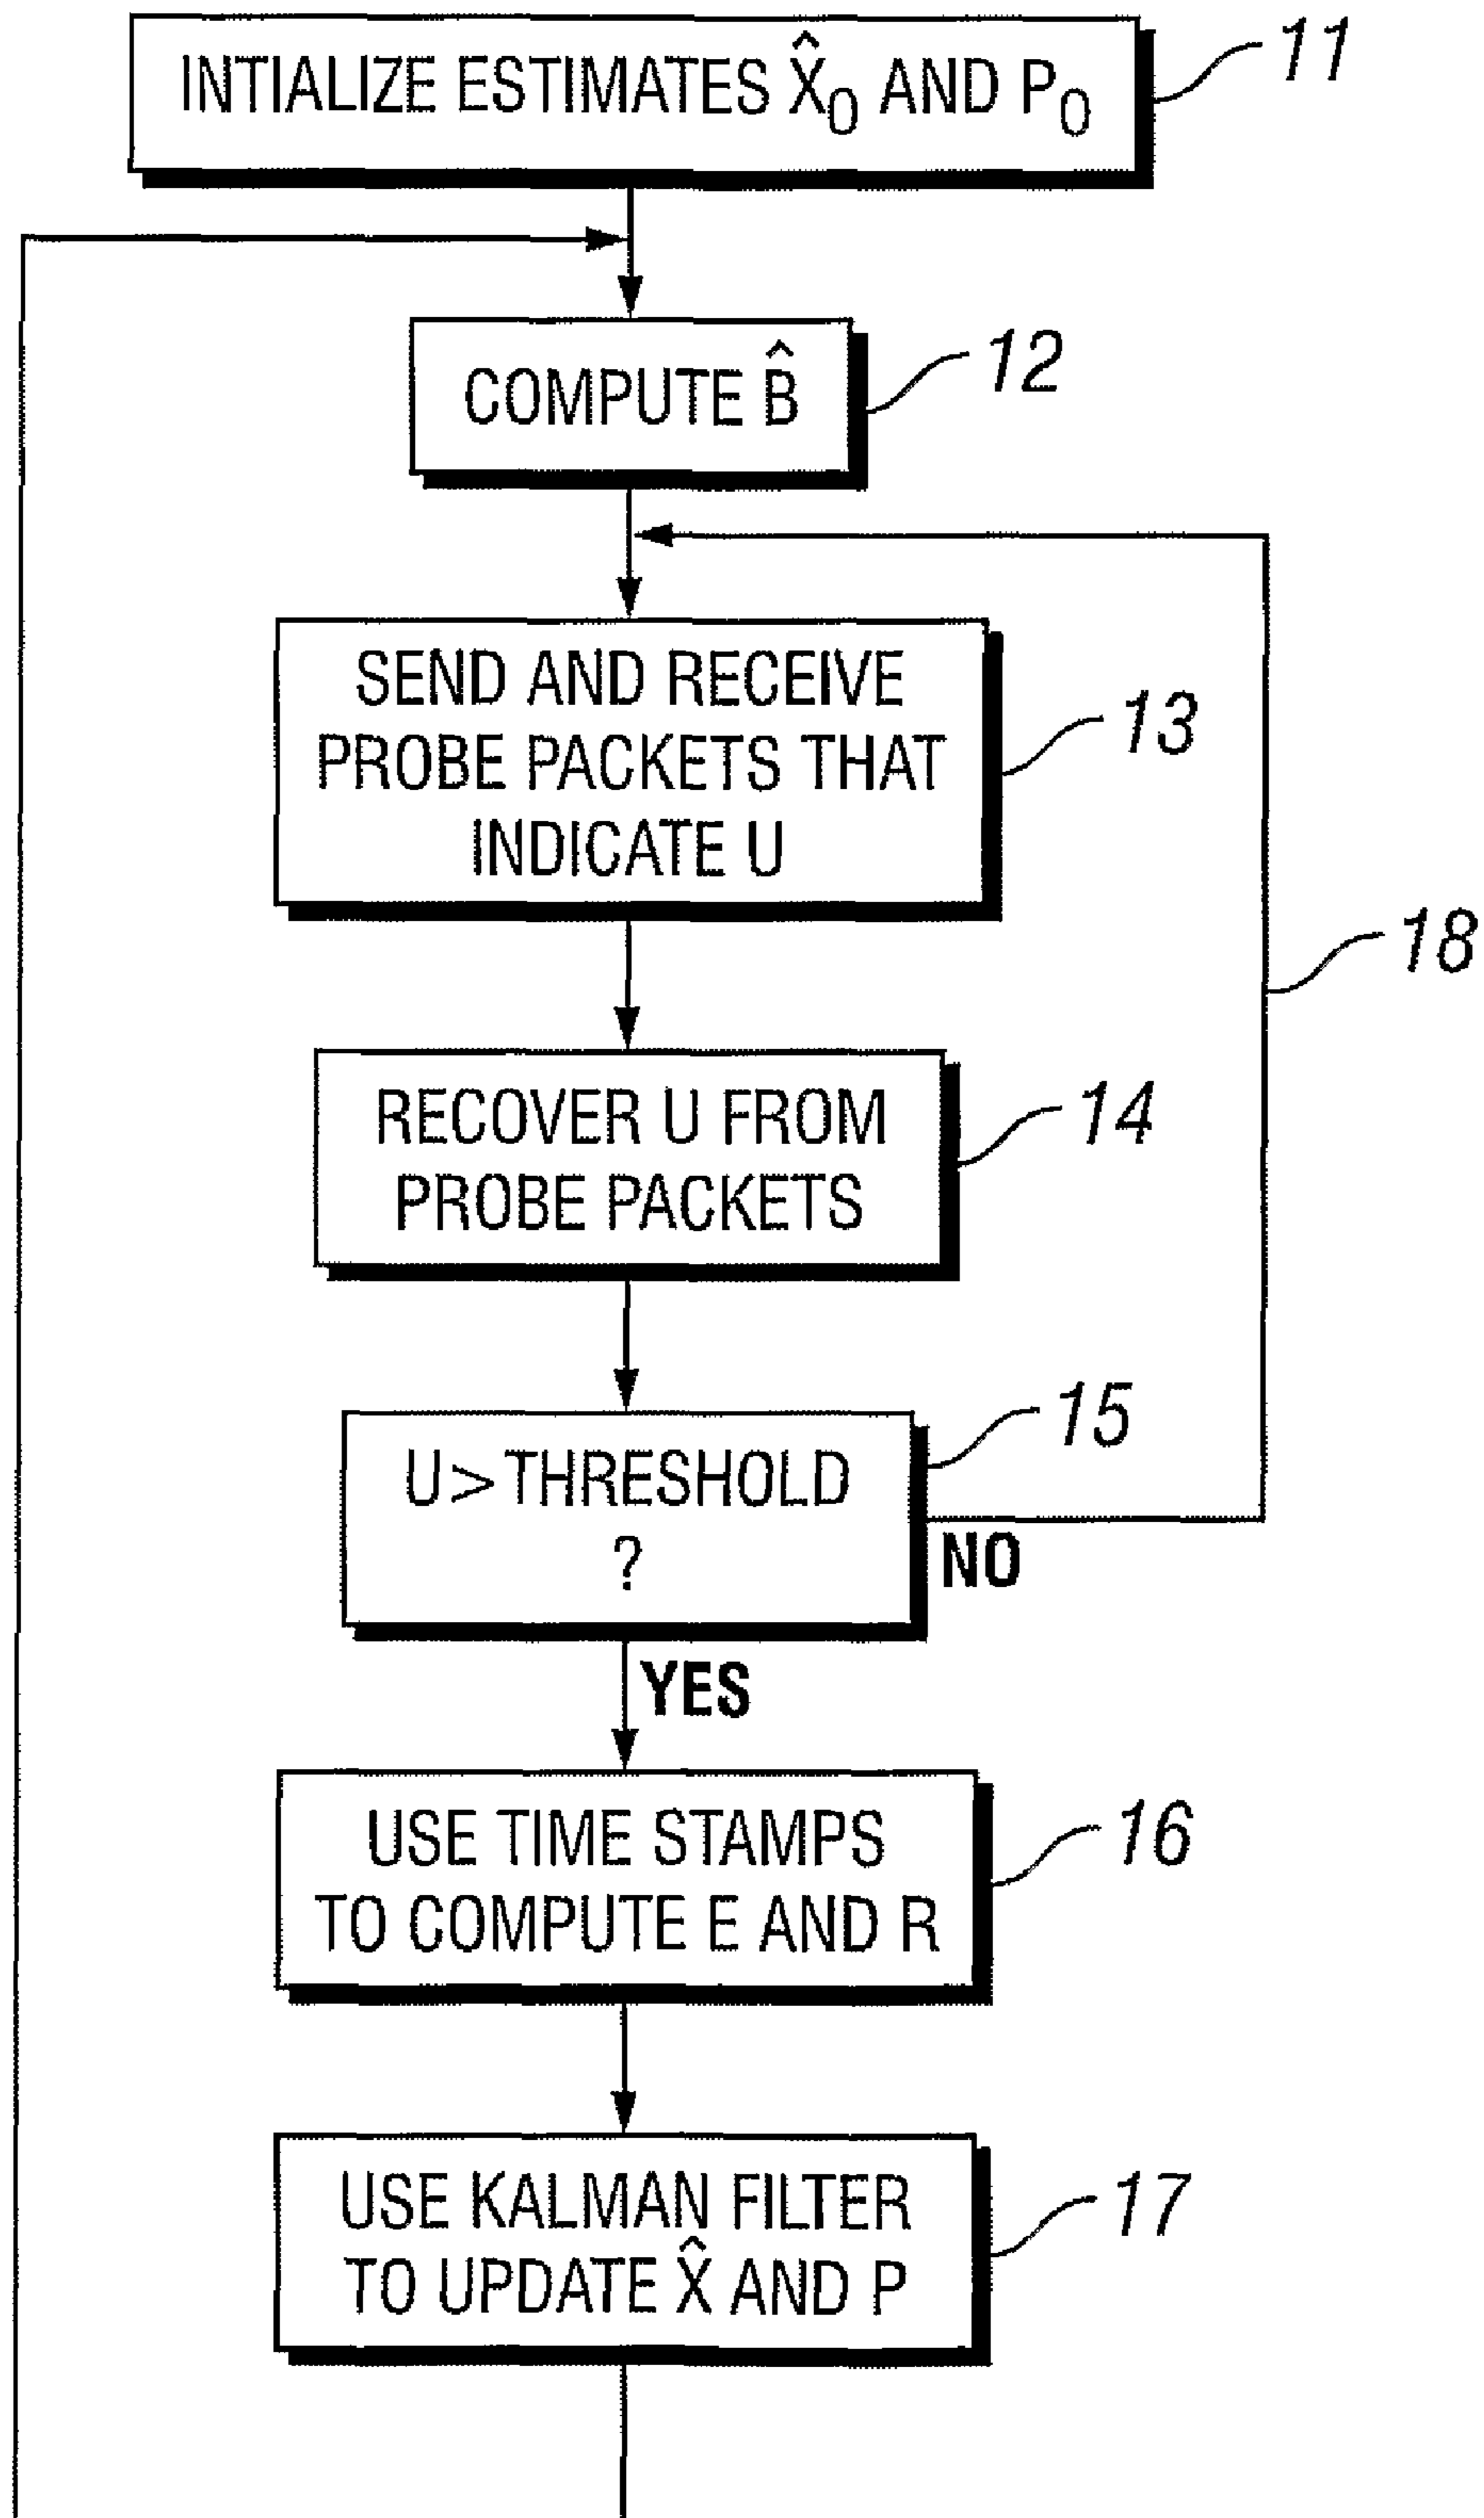 INTIALIZE ESTIMATES X̂₀ AND P₀
11
COMPUTE B̂
12
SEND AND RECEIVE
PROBE PACKETS THAT
INDICATE U
13
18
RECOVER U FROM
PROBE PACKETS
14
U>THRESHOLD
?
15
NO
YES
USE TIME STAMPS
TO COMPUTE E AND R
16
USE KALMAN FILTER
TO UPDATE X̂ AND P
17